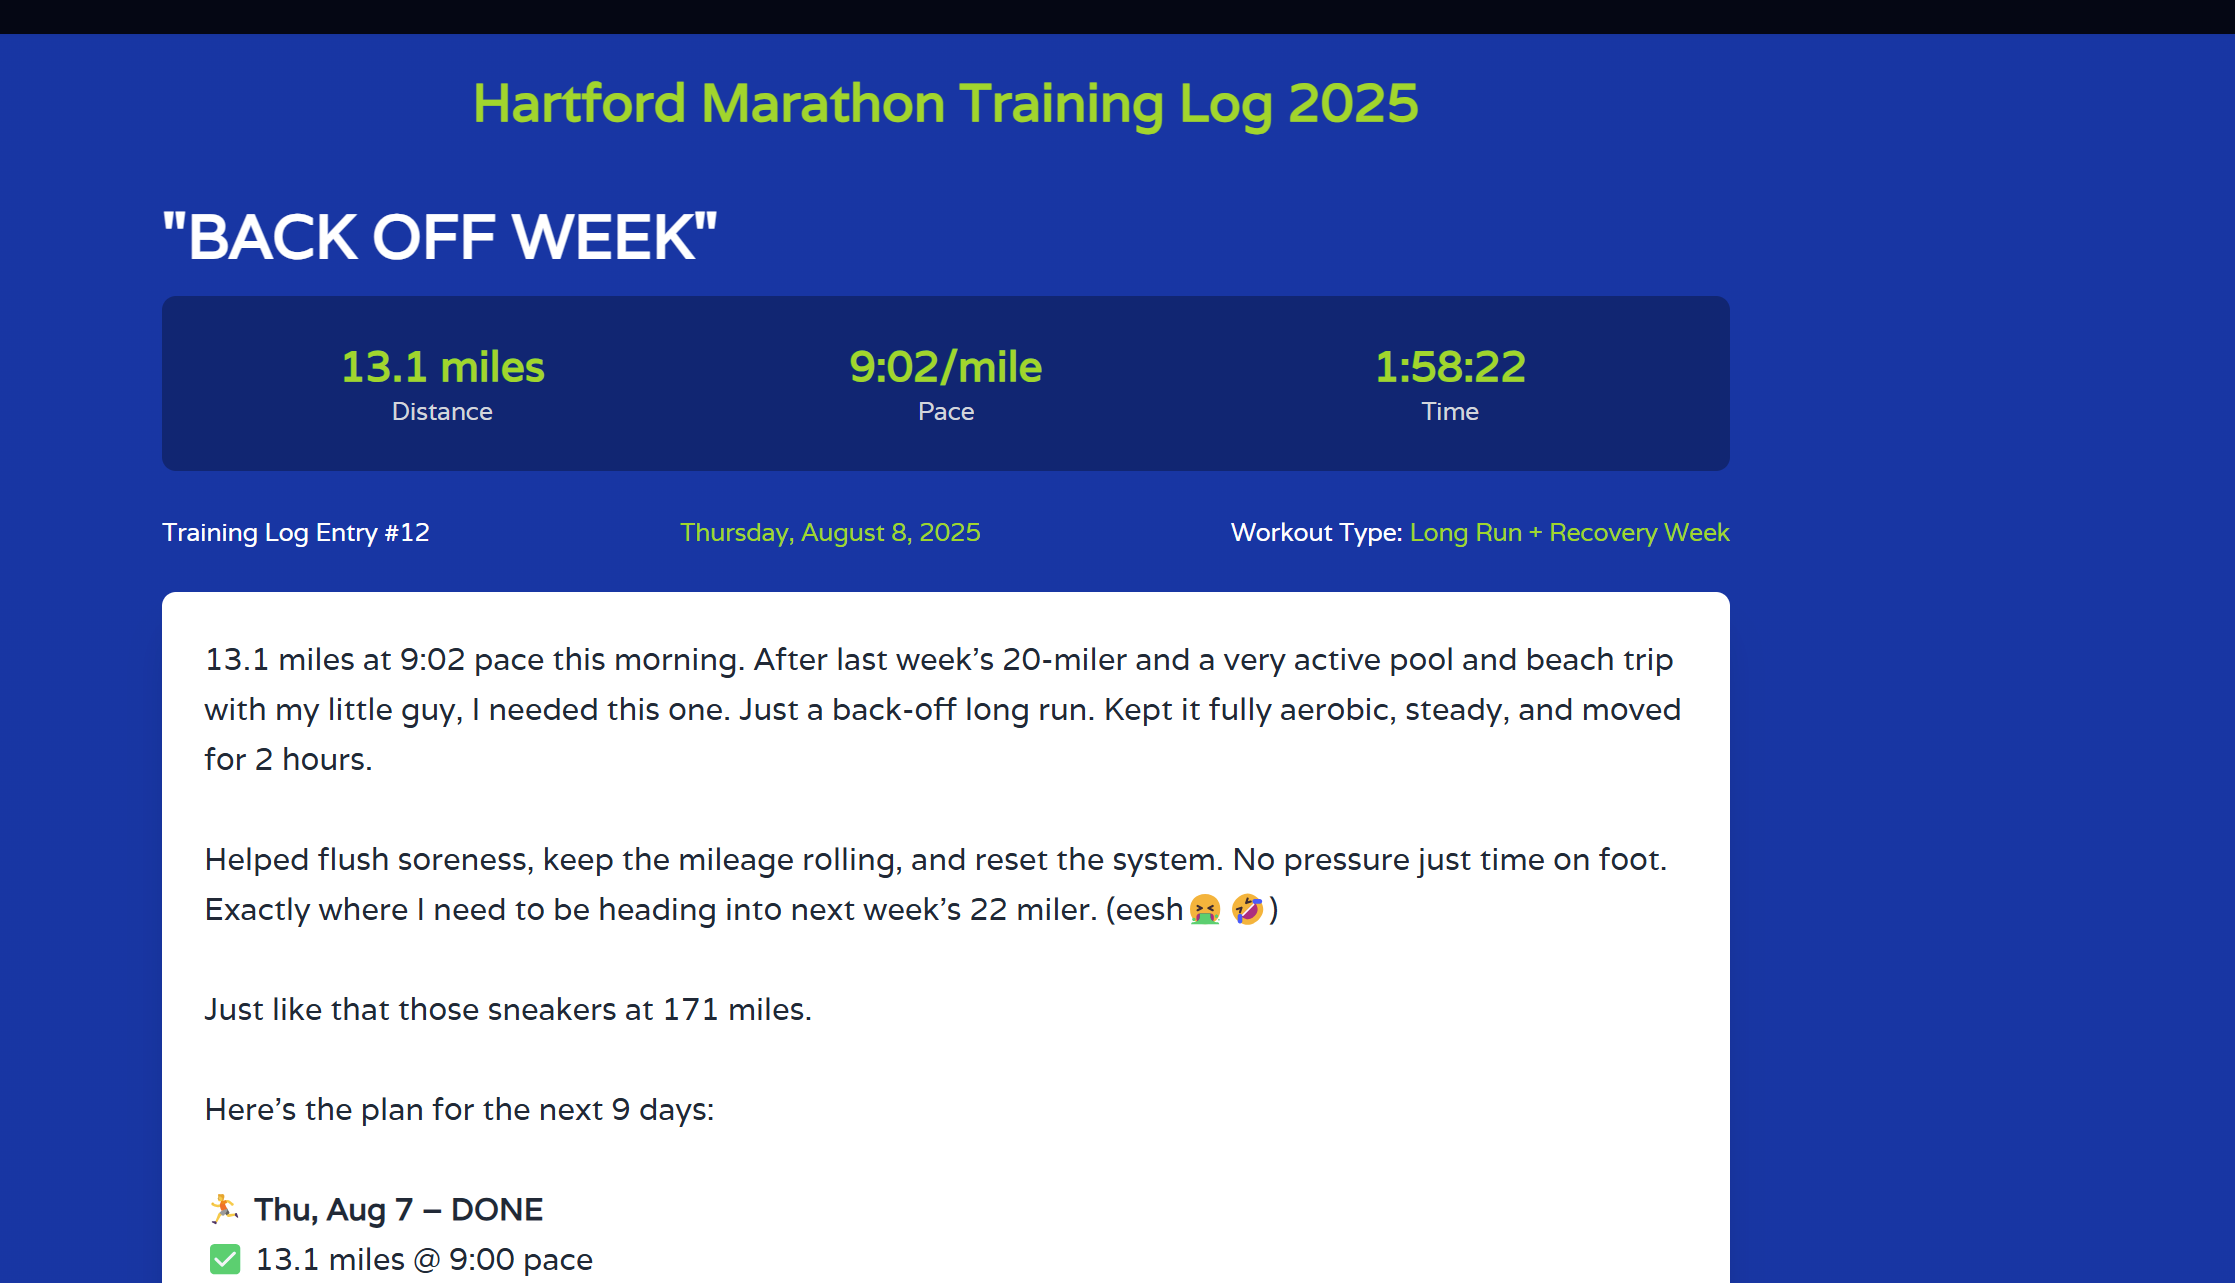 Hartford Marathon Training Log 2025
"BACK OFF WEEK"
13.1 miles
Distance
9:02/mile
Pace
1:58:22
Time
Training Log Entry #12
Thursday, August 8, 2025
Workout Type: Long Run + Recovery Week
13.1 miles at 9:02 pace this morning. After last week’s 20-miler and a very active pool and beach trip
with my little guy, I needed this one. Just a back-off long run. Kept it fully aerobic, steady, and moved
for 2 hours.
Helped flush soreness, keep the mileage rolling, and reset the system. No pressure just time on foot.
Exactly where I need to be heading into next week’s 22 miler. (eesh🤮 🤣)
Just like that those sneakers at 171 miles.
Here’s the plan for the next 9 days:
🏃 Thu, Aug 7 – DONE
✅ 13.1 miles @ 9:00 pace